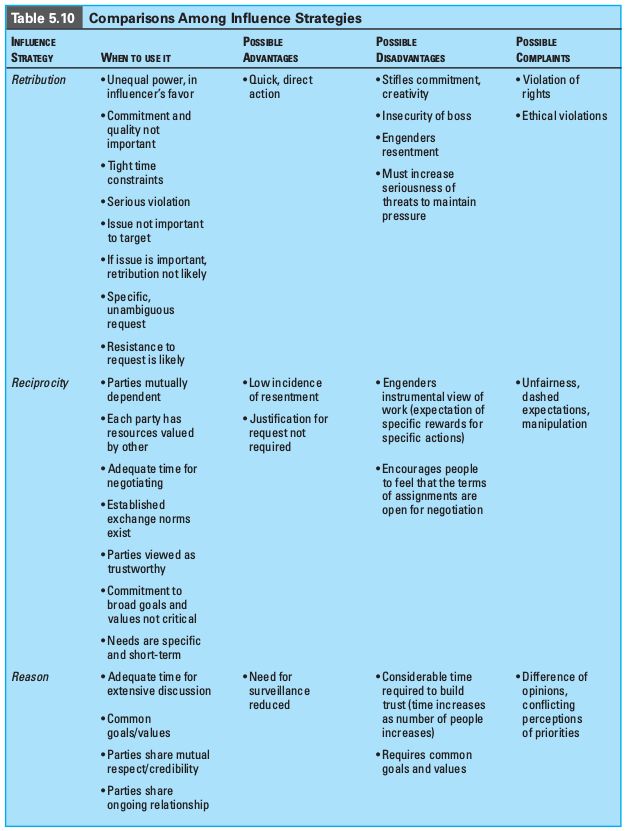 Table 5.10 Comparisons Among Influence Strategies
INFLUENCE
STRATEGY
WHEN TO USE IT
POSSIBLE
ADVANTAGES
POSSIBLE
DISADVANTAGES
POSSIBLE
COMPLAINTS
Retribution
• Unequal power, in
influencer's favor
• Commitment and
quality not
important
• Tight time
constraints
• Serious violation
• Issue not important
to target
• If issue is important,
retribution not likely
• Specific,
unambiguous
request
• Resistance to
request is likely
• Quick, direct
action
• Stifles commitment,
creativity
• Insecurity of boss
• Engenders
resentment
• Must increase
seriousness of
threats to maintain
pressure
• Violation of
rights
• Ethical violations
Reciprocity
• Parties mutually
dependent
• Each party has
resources valued
by other
• Adequate time for
negotiating
• Established
exchange norms
exist
• Parties viewed as
trustworthy
• Commitment to
broad goals and
values not critical
• Needs are specific
and short-term
• Low incidence
of resentment
• Justification for
request not
required
• Engenders
instrumental view of
work (expectation of
specific rewards for
specific actions)
• Encourages people
to feel that the terms
of assignments are
open for negotiation
• Unfairness,
dashed
expectations,
manipulation
Reason
• Adequate time for
extensive discussion
• Common
goals/values
• Parties share mutual
respect/credibility
• Parties share
ongoing relationship
• Need for
surveillance
reduced
• Considerable time
required to build
trust (time increases
as number of people
increases)
• Requires common
goals and values
• Difference of
opinions,
conflicting
perceptions
of priorities